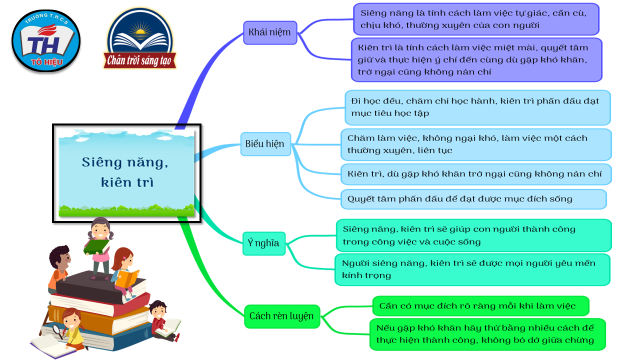 TRƯỜNG T.H.C.S
TH
TÔ HIỆU
Chân trời sáng tạo
Siêng năng,
kiên trì
Khái niệm
Siêng năng là tính cách làm việc tự giác, cần cù,
chịu khó, thường xuyên của con người
Kiên trì là tính cách làm việc miệt mài, quyết tâm
giữ và thực hiện ý chí đến cùng dù gặp khó khăn,
trở ngại cũng không nản chí
Biểu hiện
Đi học đều, chăm chỉ học hành, kiên trì phấn đấu đạt
mục tiêu học tập
Chăm làm việc, không ngại khó, làm việc một cách
thường xuyên, liên tục
Kiên trì, dù gặp khó khăn trở ngại cũng không nản chí
Quyết tâm phấn đấu để đạt được mục đích sống
Ý nghĩa
Siêng năng, kiên trì sẽ giúp con người thành công
trong công việc và cuộc sống
Người siêng năng, kiên trì sẽ được mọi người yêu mến
kính trọng
Cách rèn luyện
Cần có mục đích rõ ràng mỗi khi làm việc
Nếu gặp khó khăn hãy thử bằng nhiều cách để
thực hiện thành công, không bỏ dở giữa chừng